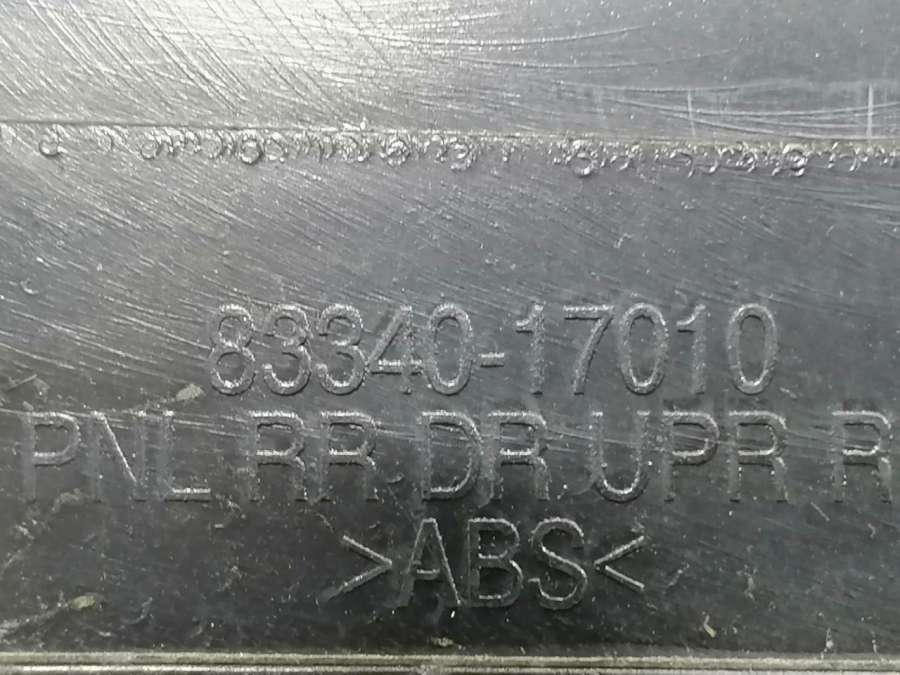 83340-17010
PNL RR DR UPR R
>ABS<